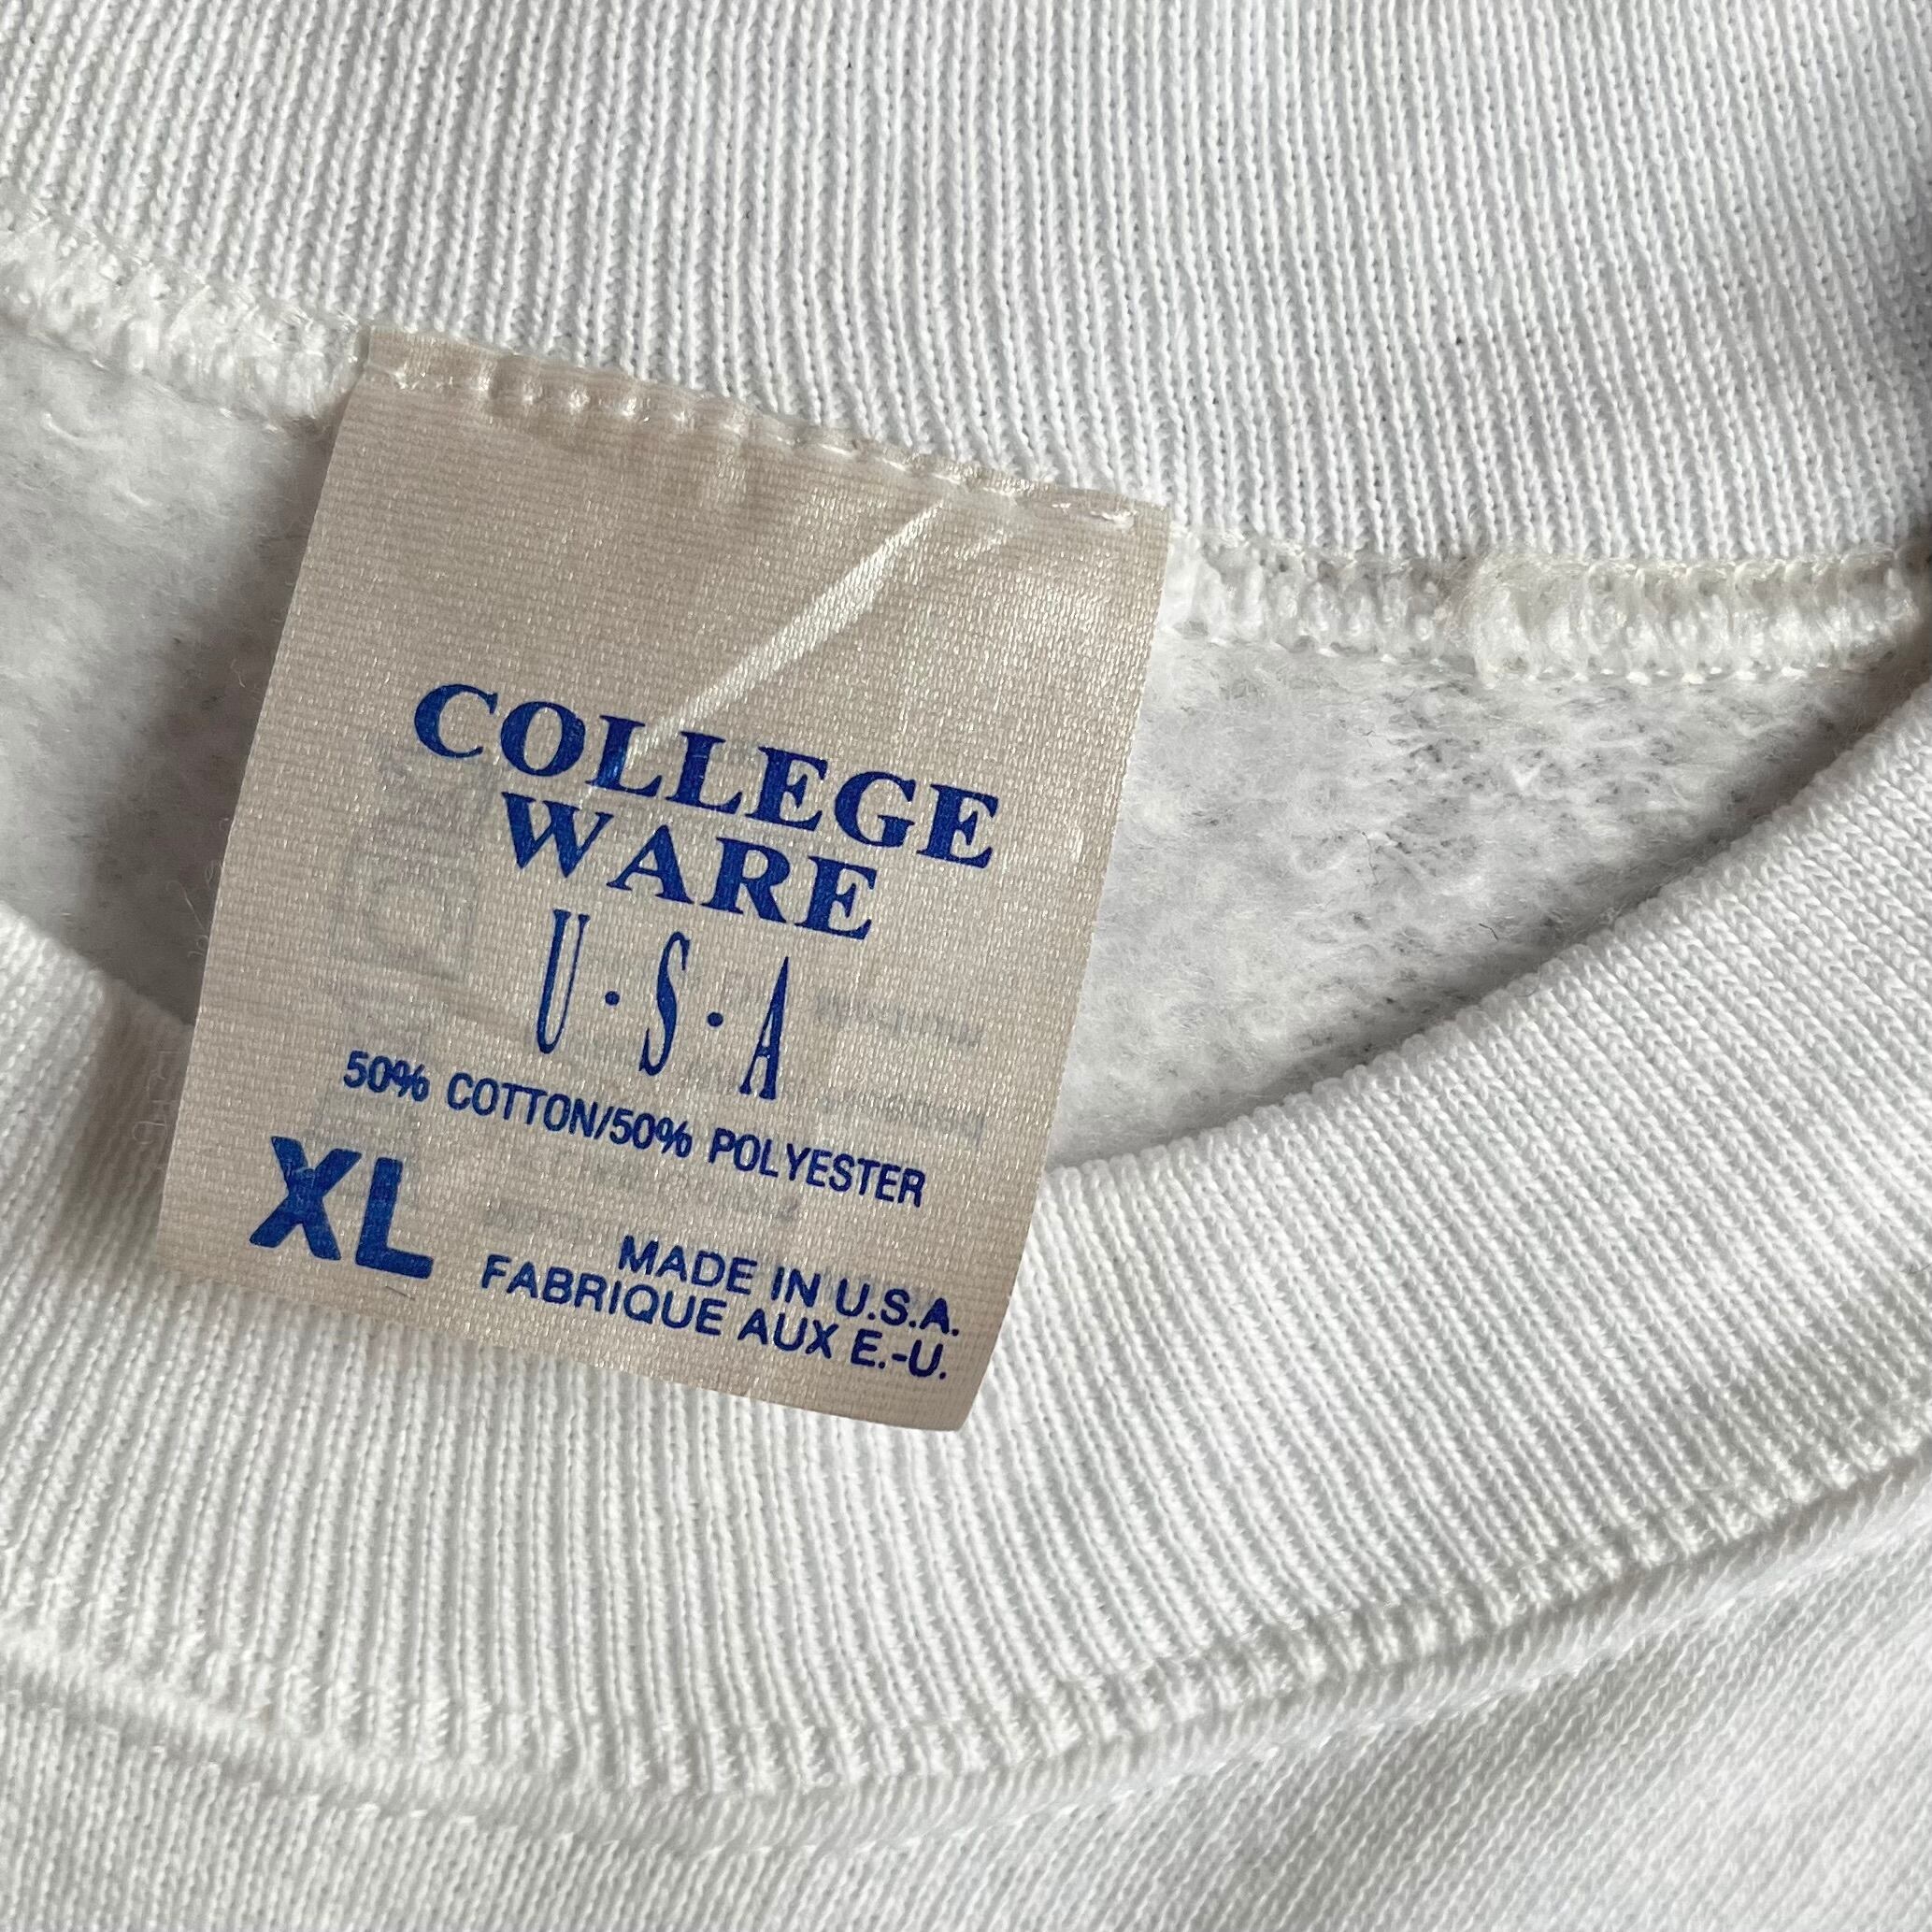 COLLEGE
WARE
U·S·A
50% COTTON/50% POLYESTER
XL
MADE IN U.S.A.
FABRIQUE AUX E.-U.